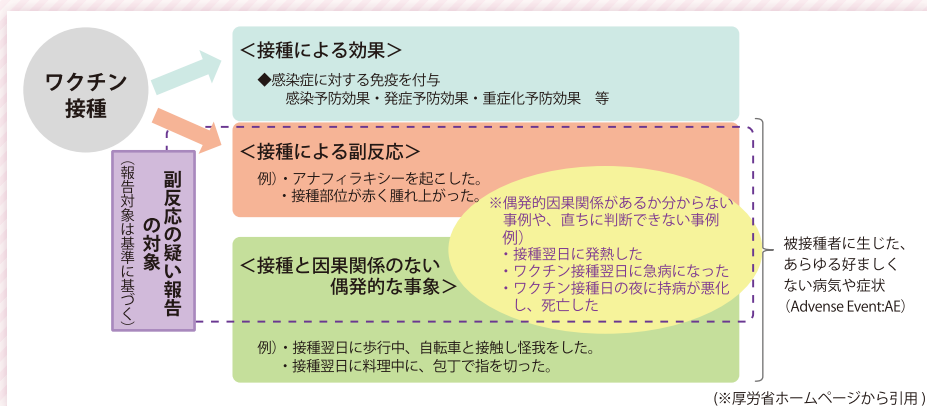 ワクチン
接種
＜接種による効果＞
◆感染症に対する免疫を付与
感染予防効果・発症予防効果・重症化予防効果　等
＜接種による副反応＞
例）・アナフィラキシーを起こした。
・接種部位が赤く腫れ上がった。
副反応の疑い報告
の対象
（報告対象は基準に基づく）
※偶発的因果関係があるか分からない
事例や、直ちに判断できない事例
例）
・接種翌日に発熱した
・ワクチン接種翌日に急病になった
・ワクチン接種日の夜に持病が悪化
し、死亡した
＜接種と因果関係のない
偶発的な事象＞
例）・接種翌日に歩行中、自転車と接触し怪我をした。
・接種翌日に料理中に、包丁で指を切った。
被接種者に生じた、
あらゆる好ましく
ない病気や症状
（Advense Event:AE）
(※厚労省ホームページから引用)